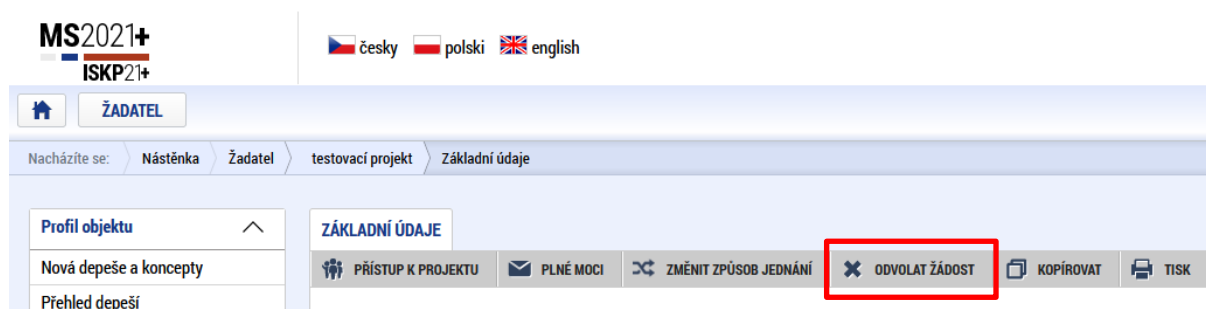 MS2021+
ISKP21+
česky polski english
ŽADATEL
Nacházíte se: Nástěnka Žadatel testovací projekt Základní údaje
Profil objektu
ZÁKLADNÍ ÚDAJE
Nová depeše a koncepty
PŘÍSTUP K PROJEKTU PLNÉ MOCI ZMĚNIT ZPŮSOB JEDNÁNÍ ODVOLAT ŽÁDOST KOPÍROVAT TISK
Přehled depeší